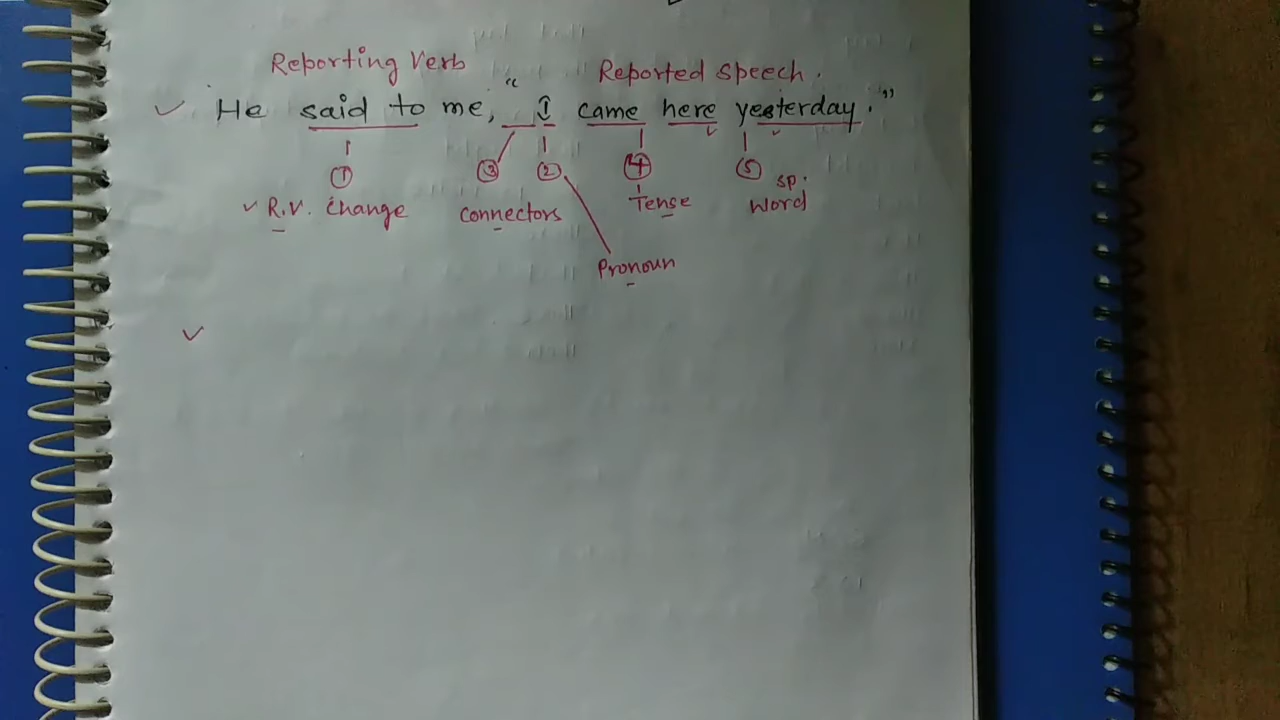 Reporting Verb Reported speech.
✓ He said to me, "I came here yesterday."
① ③ ② ④ ⑤
✓ R.V. change connectors Tense sp. word
Pronoun
✓